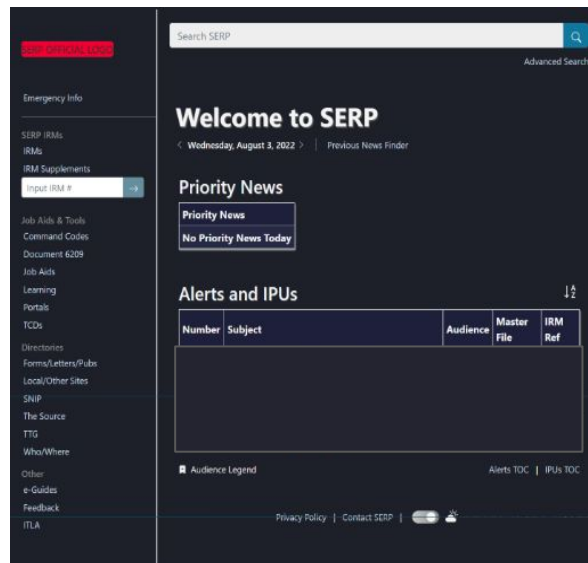 SERP OFFICIAL LOGO
Emergency Info
SERP IRMs
IRMs
IRM Supplements
Input IRM #
Job Aids & Tools
Command Codes
Document 6209
Job Aids
Learning
Portals
TCDs
Directories
Forms/Letters/Pubs
Local/Other Sites
SNIP
The Source
TTG
Who/Where
Other
e-Guides
Feedback
ITLA
Search SERP
Advanced Search
Welcome to SERP
Wednesday, August 3, 2022 | Previous News Finder
Priority News
Priority News
No Priority News Today
Alerts and IPUs
Number Subject Audience Master File IRM Ref
Audience Legend
Alerts TOC | IPUs TOC
Privacy Policy | Contact SERP |